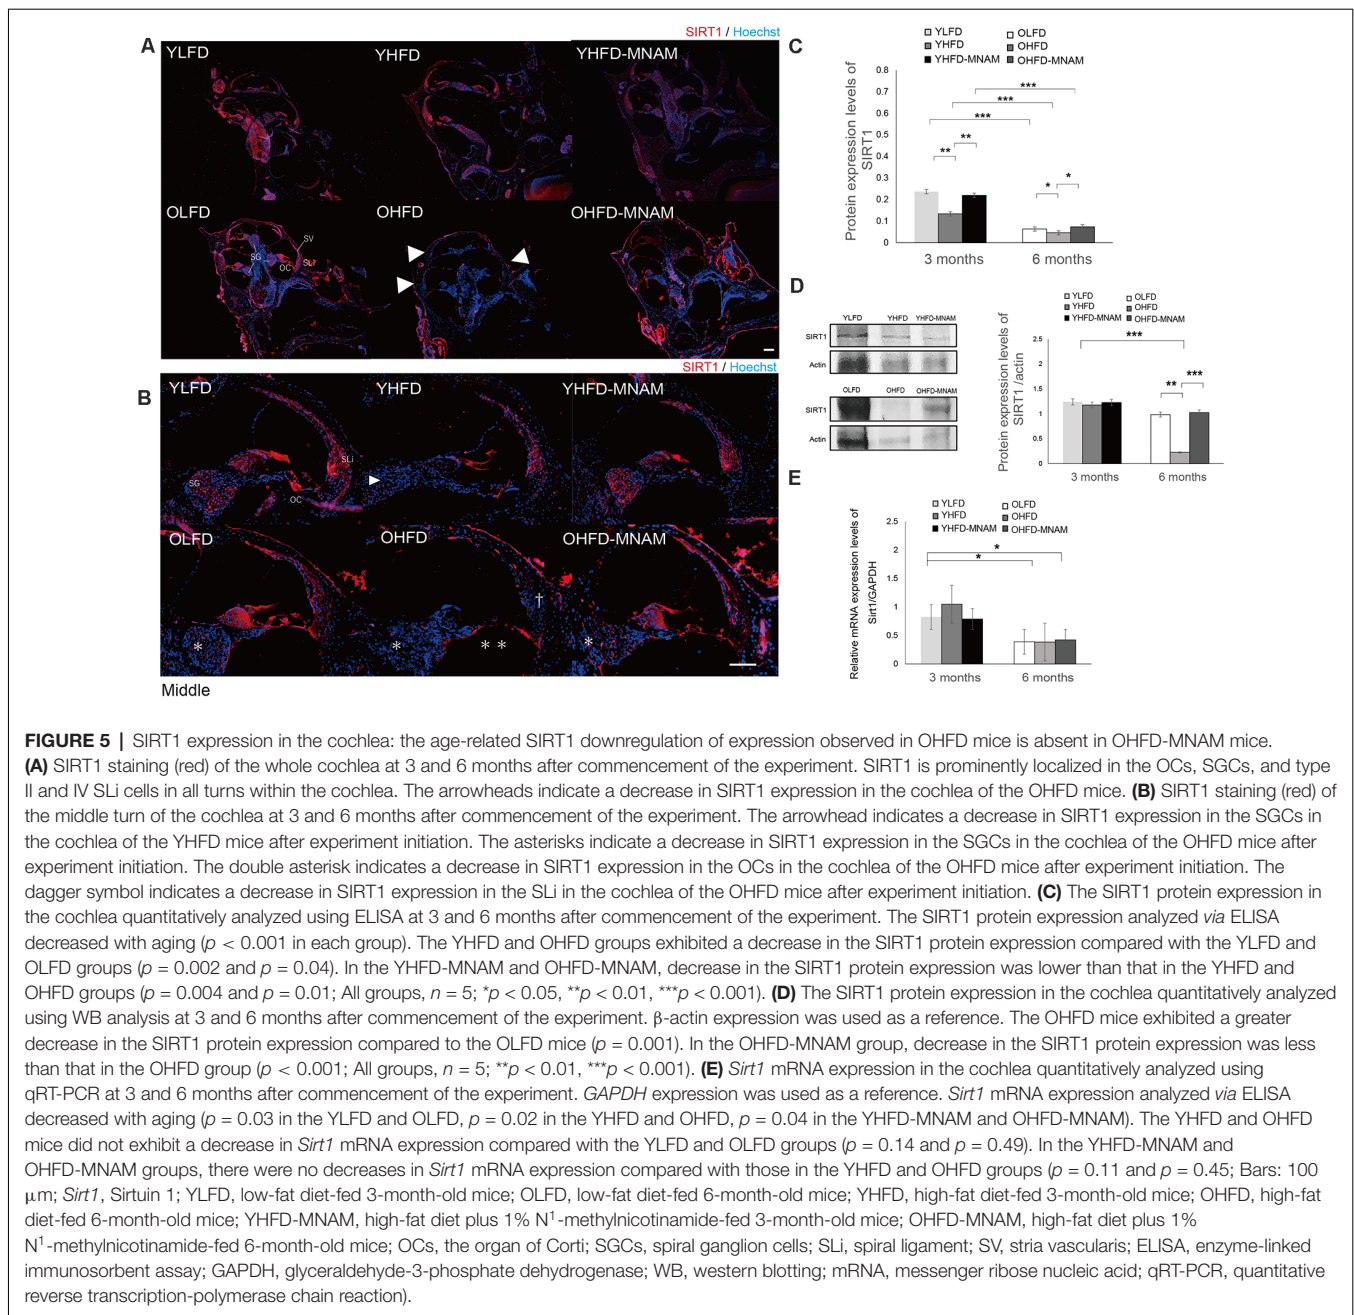 A
SIRT1 / Hoechst
YLFD
YHFD
YHFD-MNAM
OLFD
OHFD
OHFD-MNAM
SV
SG
OC
SLi
B
SIRT1 / Hoechst
YLFD
YHFD
YHFD-MNAM
SLi
SG
OC
OLFD
OHFD
OHFD-MNAM
†
*
*
* *
*
Middle
C
YLFD
OLFD
YHFD
OHFD
YHFD-MNAM
OHFD-MNAM
Protein expression levels of
SIRT1
0.8
0.7
0.6
0.5
0.4
0.3
0.2
0.1
0
***
***
***
**
**
*
*
3 months
6 months
D
YLFD
YHFD
YHFD-MNAM
SIRT1
Actin
OLFD
OHFD
OHFD-MNAM
SIRT1
Actin
YLFD
OLFD
YHFD
OHFD
YHFD-MNAM
OHFD-MNAM
Protein expression levels of
SIRT1 /actin
2.5
2
1.5
1
0.5
0
***
**
***
3 months
6 months
E
YLFD
OLFD
YHFD
OHFD
YHFD-MNAM
OHFD-MNAM
Relative mRNA expression levels of
Sirt1/GAPDH
2.5
2
1.5
1
0.5
0
*
*
3 months
6 months
FIGURE 5 | SIRT1 expression in the cochlea: the age-related SIRT1 downregulation of expression observed in OHFD mice is absent in OHFD-MNAM mice.
(A) SIRT1 staining (red) of the whole cochlea at 3 and 6 months after commencement of the experiment. SIRT1 is prominently localized in the OCs, SGCs, and type
II and IV SLi cells in all turns within the cochlea. The arrowheads indicate a decrease in SIRT1 expression in the cochlea of the OHFD mice. (B) SIRT1 staining (red) of
the middle turn of the cochlea at 3 and 6 months after commencement of the experiment. The arrowhead indicates a decrease in SIRT1 expression in the SGCs in
the cochlea of the YHFD mice after experiment initiation. The asterisks indicate a decrease in SIRT1 expression in the SGCs in the cochlea of the OHFD mice after
experiment initiation. The double asterisk indicates a decrease in SIRT1 expression in the OCs in the cochlea of the OHFD mice after experiment initiation. The
dagger symbol indicates a decrease in SIRT1 expression in the SLi in the cochlea of the OHFD mice after experiment initiation. (C) The SIRT1 protein expression in
the cochlea quantitatively analyzed using ELISA at 3 and 6 months after commencement of the experiment. The SIRT1 protein expression analyzed via ELISA
decreased with aging (p < 0.001 in each group). The YHFD and OHFD groups exhibited a decrease in the SIRT1 protein expression compared with the YLFD and
OLFD groups (p = 0.002 and p = 0.04). In the YHFD-MNAM and OHFD-MNAM, decrease in the SIRT1 protein expression was lower than that in the YHFD and
OHFD groups (p = 0.004 and p = 0.01; All groups, n = 5; *p < 0.05, **p < 0.01, ***p < 0.001). (D) The SIRT1 protein expression in the cochlea quantitatively analyzed
using WB analysis at 3 and 6 months after commencement of the experiment. β-actin expression was used as a reference. The OHFD mice exhibited a greater
decrease in the SIRT1 protein expression compared to the OLFD mice (p = 0.001). In the OHFD-MNAM group, decrease in the SIRT1 protein expression was less
than that in the OHFD group (p < 0.001; All groups, n = 5; **p < 0.01, ***p < 0.001). (E) Sirt1 mRNA expression in the cochlea quantitatively analyzed using
qRT-PCR at 3 and 6 months after commencement of the experiment. GAPDH expression was used as a reference. Sirt1 mRNA expression analyzed via ELISA
decreased with aging (p = 0.03 in the YLFD and OLFD, p = 0.02 in the YHFD and OHFD, p = 0.04 in the YHFD-MNAM and OHFD-MNAM). The YHFD and OHFD
mice did not exhibit a decrease in Sirt1 mRNA expression compared with the YLFD and OLFD groups (p = 0.14 and p = 0.49). In the YHFD-MNAM and
OHFD-MNAM groups, there were no decreases in Sirt1 mRNA expression compared with those in the YHFD and OHFD groups (p = 0.11 and p = 0.45; Bars: 100
μm; Sirt1, Sirtuin 1; YLFD, low-fat diet-fed 3-month-old mice; OLFD, low-fat diet-fed 6-month-old mice; YHFD, high-fat diet-fed 3-month-old mice; OHFD, high-fat
diet-fed 6-month-old mice; YHFD-MNAM, high-fat diet plus 1% N¹-methylnicotinamide-fed 3-month-old mice; OHFD-MNAM, high-fat diet plus 1%
N¹-methylnicotinamide-fed 6-month-old mice; OCs, the organ of Corti; SGCs, spiral ganglion cells; SLi, spiral ligament; SV, stria vascularis; ELISA, enzyme-linked
immunosorbent assay; GAPDH, glyceraldehyde-3-phosphate dehydrogenase; WB, western blotting; mRNA, messenger ribose nucleic acid; qRT-PCR, quantitative
reverse transcription-polymerase chain reaction).